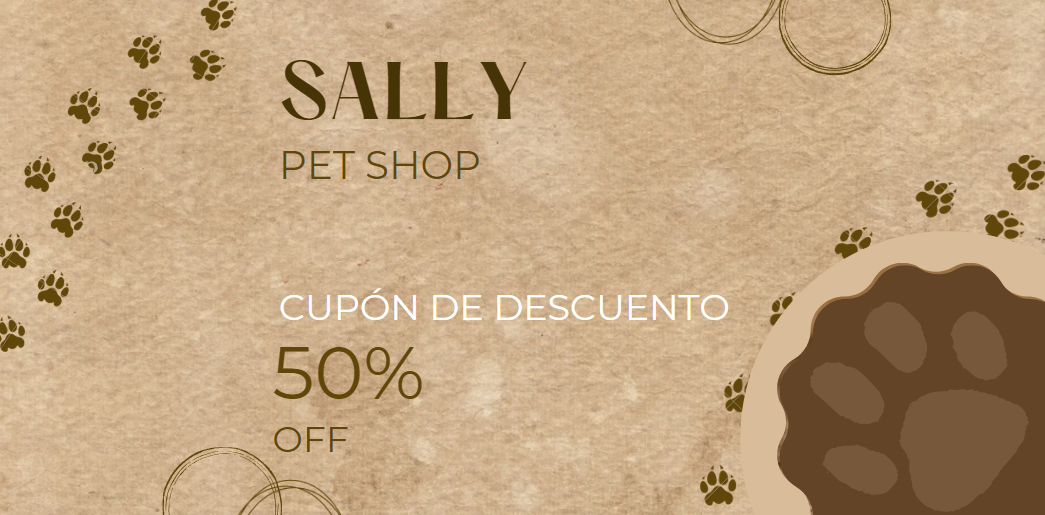 SALLY
PET SHOP
CUPÓN DE DESCUENTO
50%
OFF